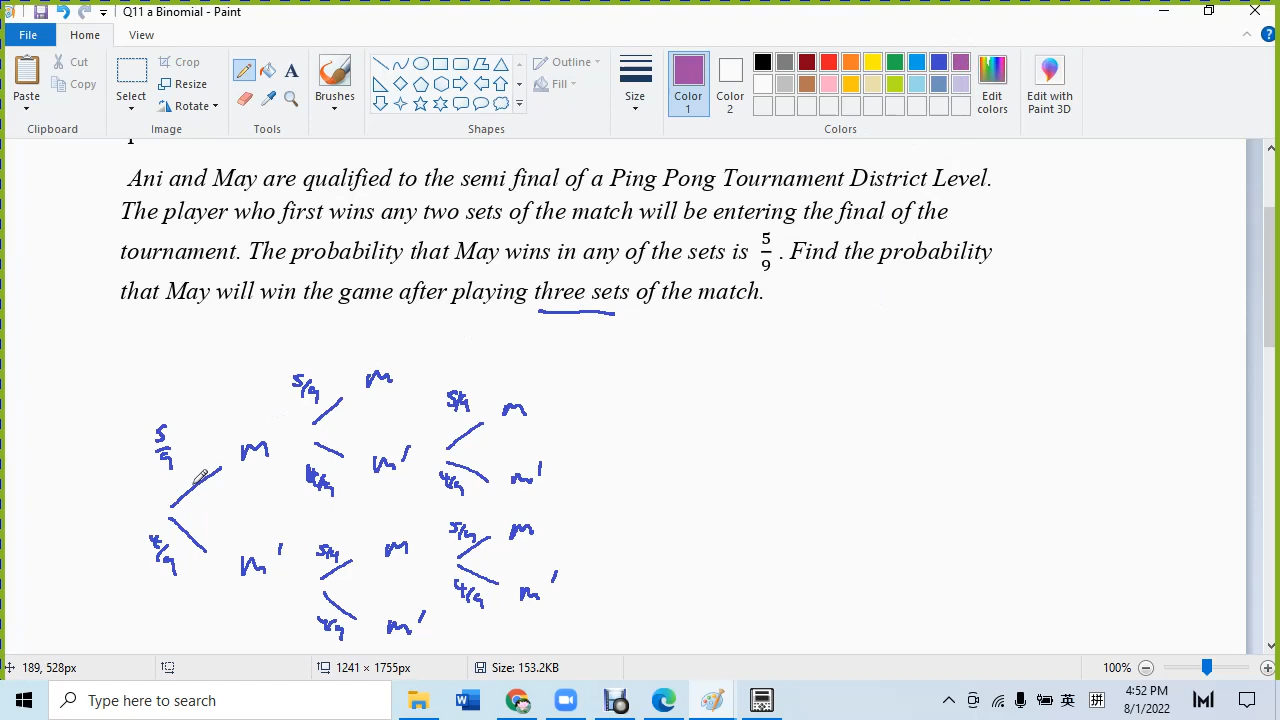 Q11 a Binomial - Paint
File Home View
Paste Cut Copy Clipboard
Select Crop Resize Rotate Image
Tools
Brushes
Outline Fill Shapes
Size
Color 1 Color 2 Edit colors Colors
Edit with Paint 3D
Ani and May are qualified to the semi final of a Ping Pong Tournament District Level.
The player who first wins any two sets of the match will be entering the final of the
tournament. The probability that May wins in any of the sets is 5/9 . Find the probability
that May will win the game after playing three sets of the match.
5/9 M
5/9 M
5/9 M
4/9 M'
4/9 M'
5/9 M
4/9 M'
5/9 M
4/9 M'
4/9 M'
189, 528px 1241 × 1755px Size: 153.2KB 100%
Type here to search
英 拼 4:52 PM
8/1/2022